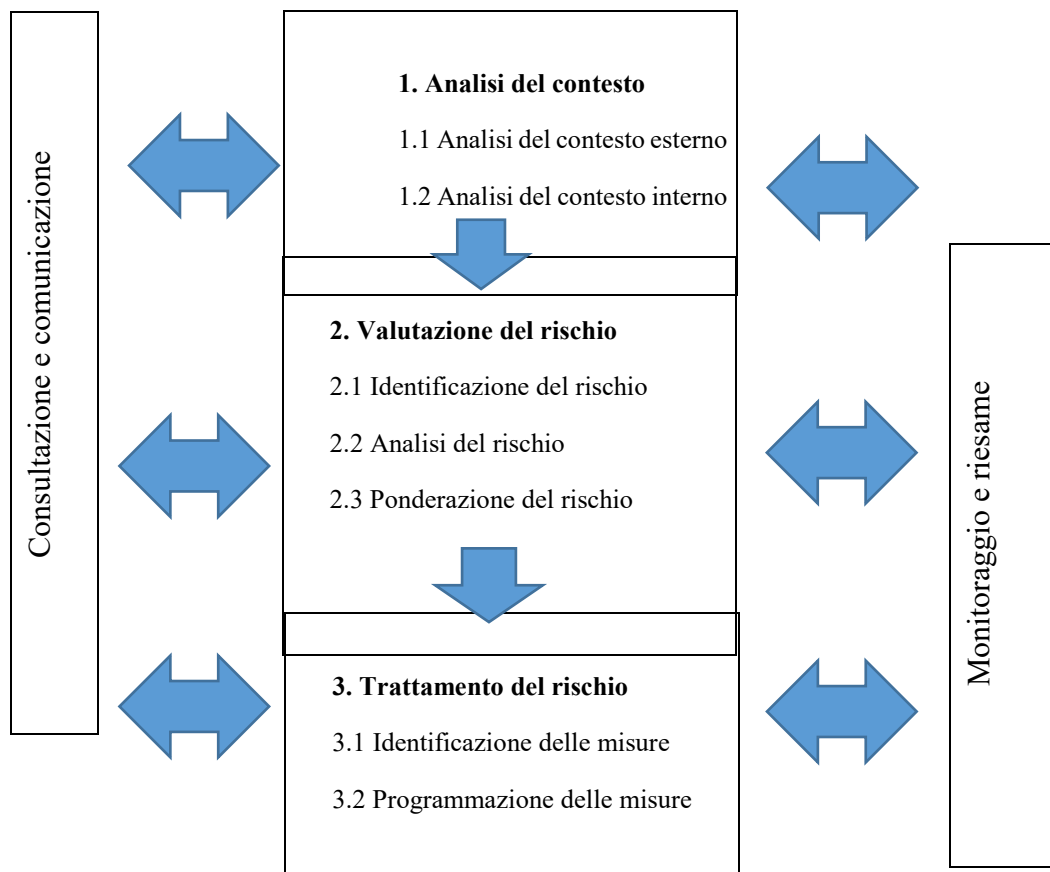 Consultazione e comunicazione
1. Analisi del contesto
1.1 Analisi del contesto esterno
1.2 Analisi del contesto interno
2. Valutazione del rischio
2.1 Identificazione del rischio
2.2 Analisi del rischio
2.3 Ponderazione del rischio
3. Trattamento del rischio
3.1 Identificazione delle misure
3.2 Programmazione delle misure
Monitoraggio e riesame